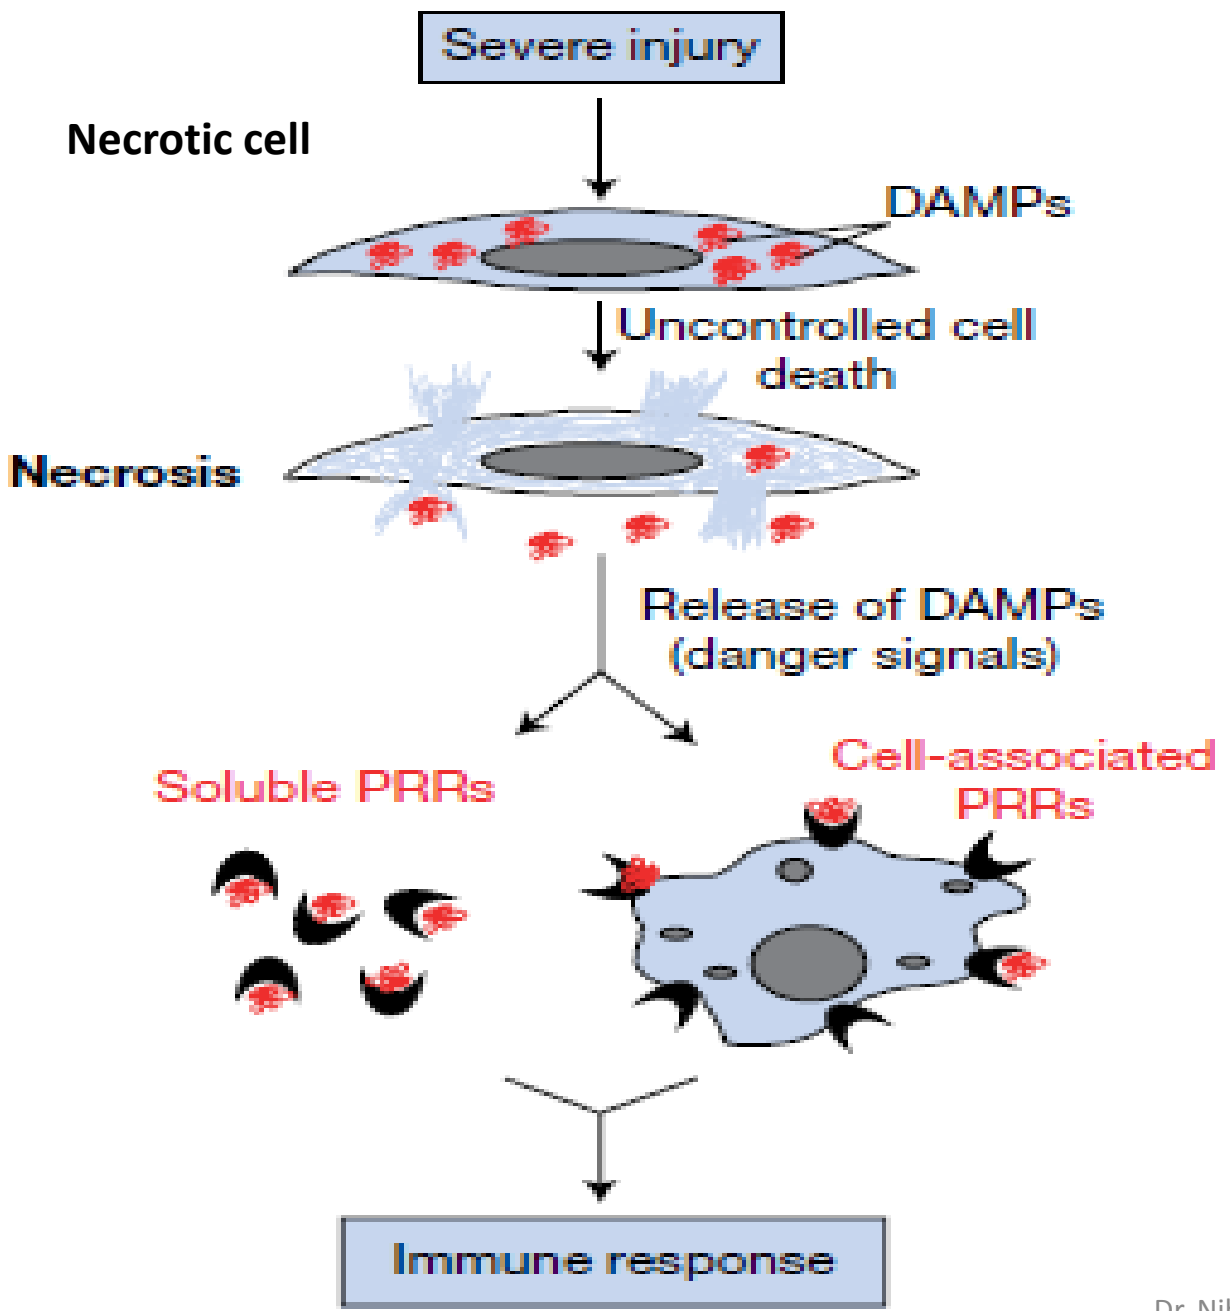 Severe injury
Necrotic cell
DAMPs
Uncontrolled cell
death
Necrosis
Release of DAMPs
(danger signals)
Soluble PRRs
Cell-associated
PRRs
Immune response
Dr.